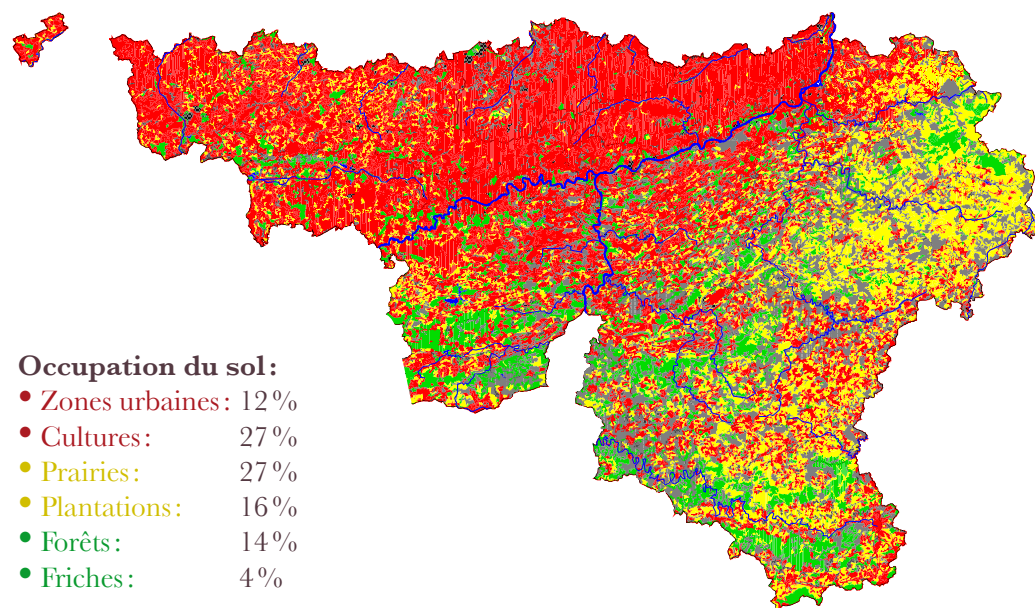 Occupation du sol :
• Zones urbaines : 12 %
• Cultures : 27 %
• Prairies : 27 %
• Plantations : 16 %
• Forêts : 14 %
• Friches : 4 %